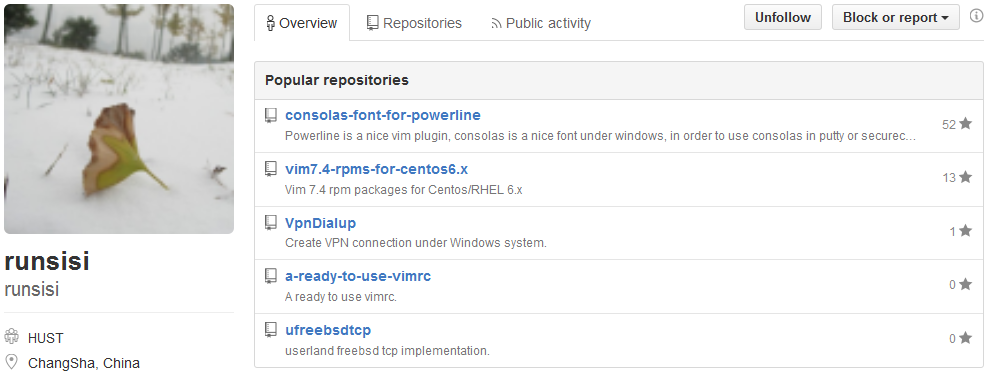 Overview
Repositories
Public activity
Unfollow
Block or report
Popular repositories
consolas-font-for-powerline
Powerline is a nice vim plugin, consolas is a nice font under windows, in order to use consolas in putty or securec…
52
vim7.4-rpms-for-centos6.x
Vim 7.4 rpm packages for Centos/RHEL 6.x
13
VpnDialup
Create VPN connection under Windows system.
1
a-ready-to-use-vimrc
A ready to use vimrc.
0
ufreebsdtcp
userland freebsd tcp implementation.
0
runsisi
runsisi
HUST
ChangSha, China